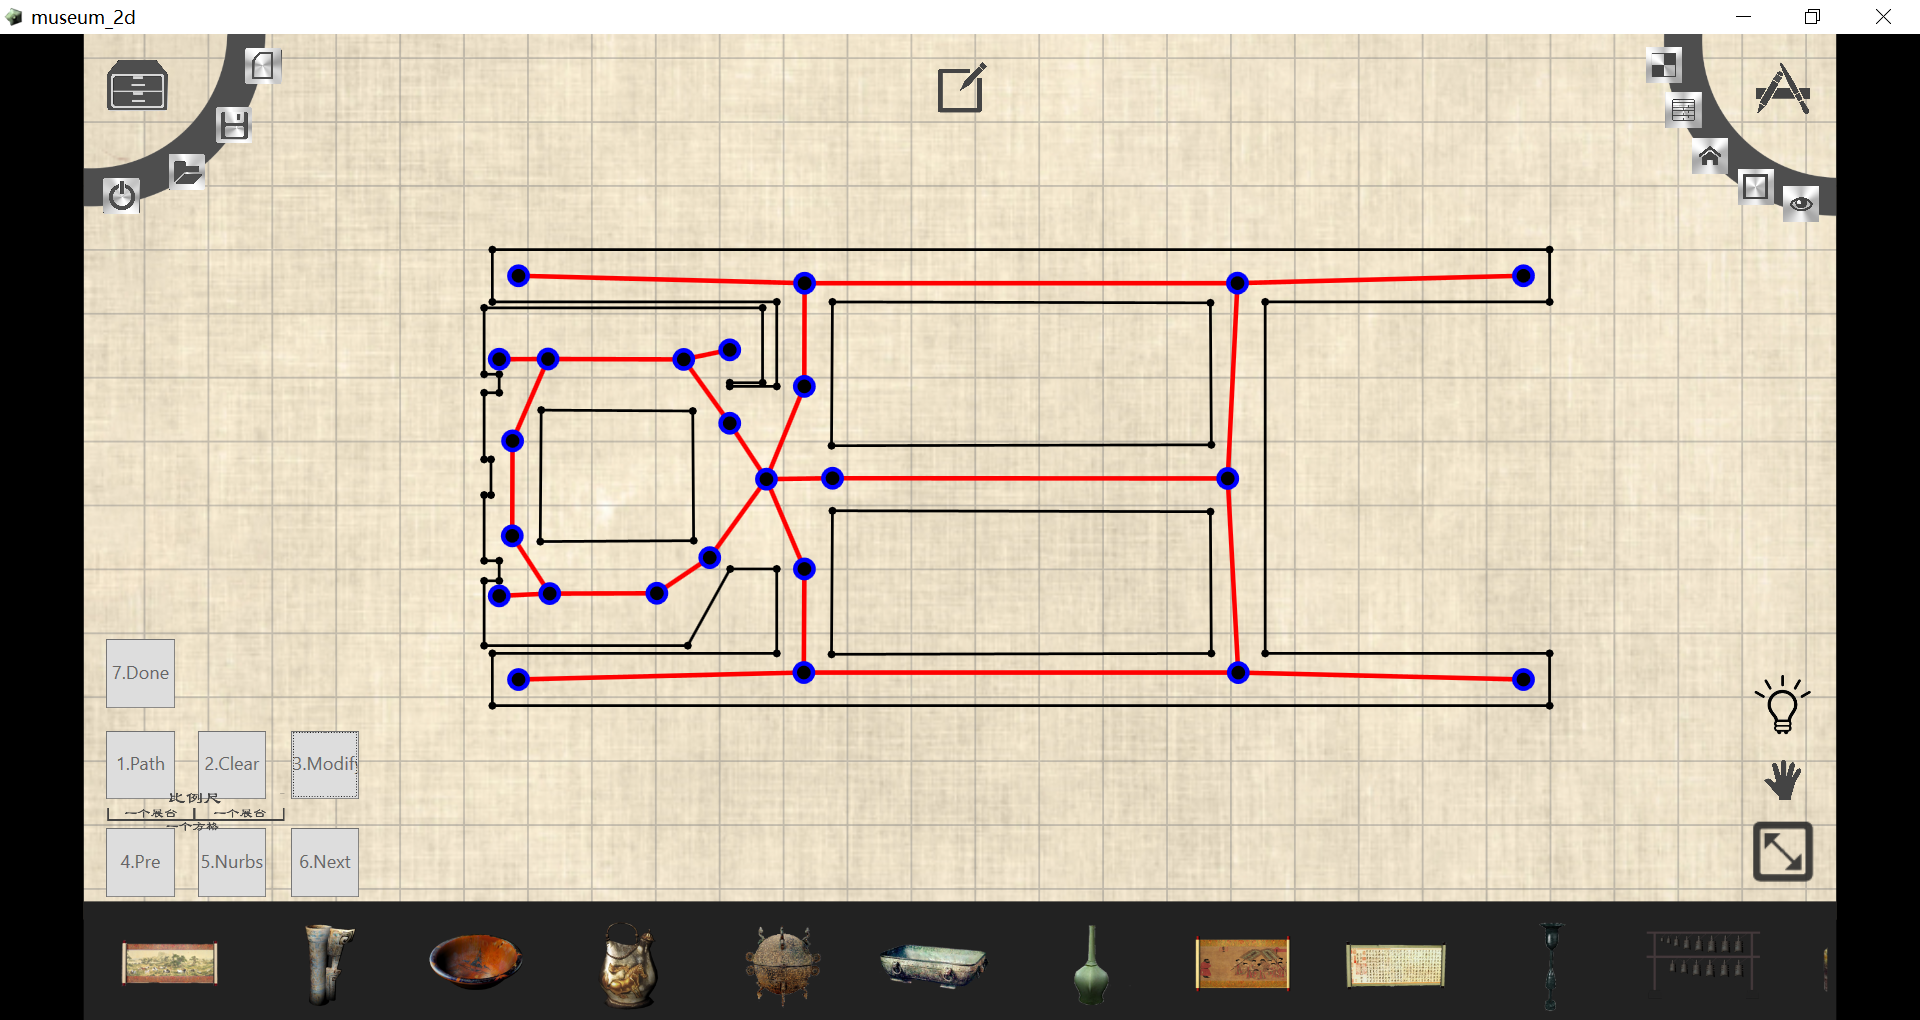 museum_2d
7.Done
1.Path
2.Clear
3.Modif
比例尺
一个展台
一个展台
一个方格
4.Pre
5.Nurbs
6.Next